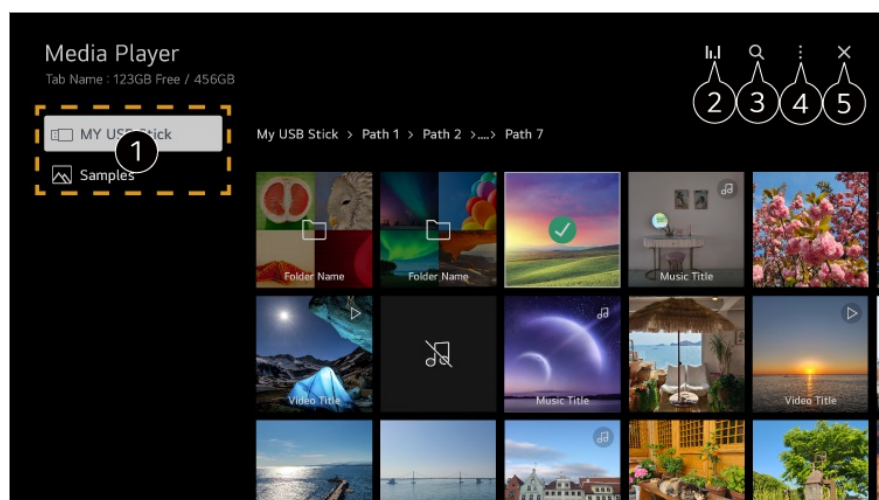 Media Player
Tab Name : 123GB Free / 456GB
2
3
4
5
MY USB Stick
1
Samples
My USB Stick > Path 1 > Path 2 >....> Path 7
Folder Name
Folder Name
Music Title
Video Title
Music Title
Video Title